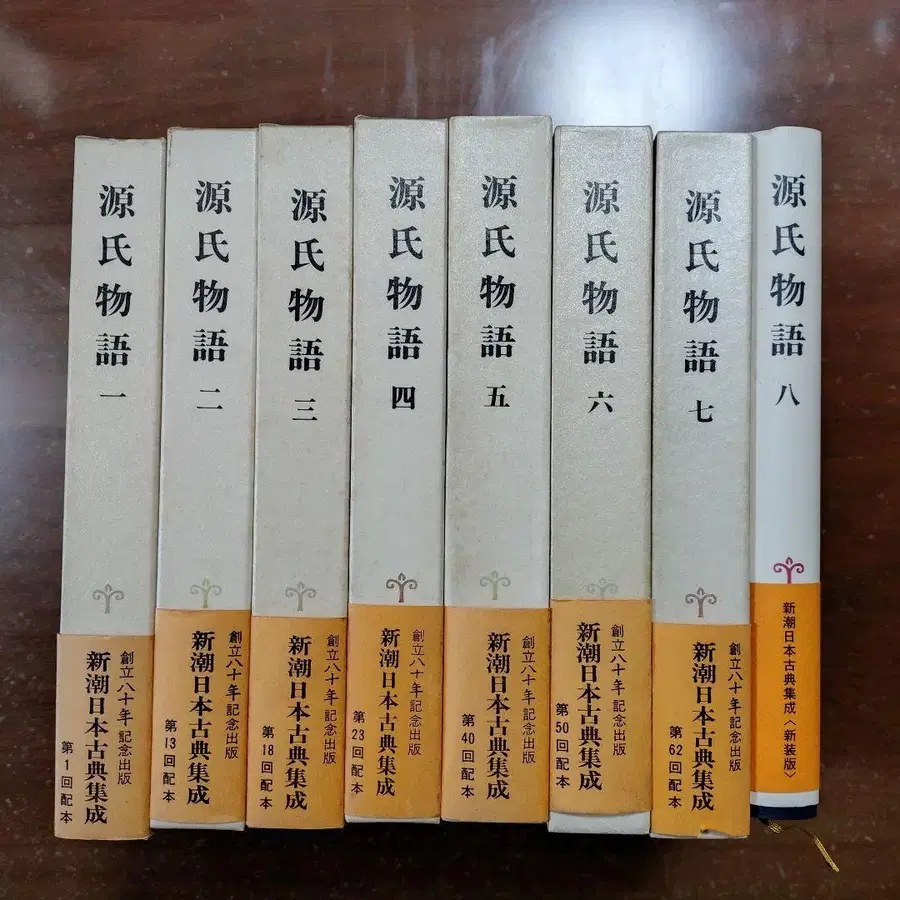 源氏物語 一
創立八十年記念出版
新潮日本古典集成
第1回配本
源氏物語 二
創立八十年記念出版
新潮日本古典集成
第13回配本
源氏物語 三
創立八十年記念出版
新潮日本古典集成
第18回配本
源氏物語 四
創立八十年記念出版
新潮日本古典集成
第23回配本
源氏物語 五
創立八十年記念出版
新潮日本古典集成
第40回配本
源氏物語 六
創立八十年記念出版
新潮日本古典集成
第50回配本
源氏物語 七
創立八十年記念出版
新潮日本古典集成
第62回配本
源氏物語 八
新潮日本古典集成〈新装版〉